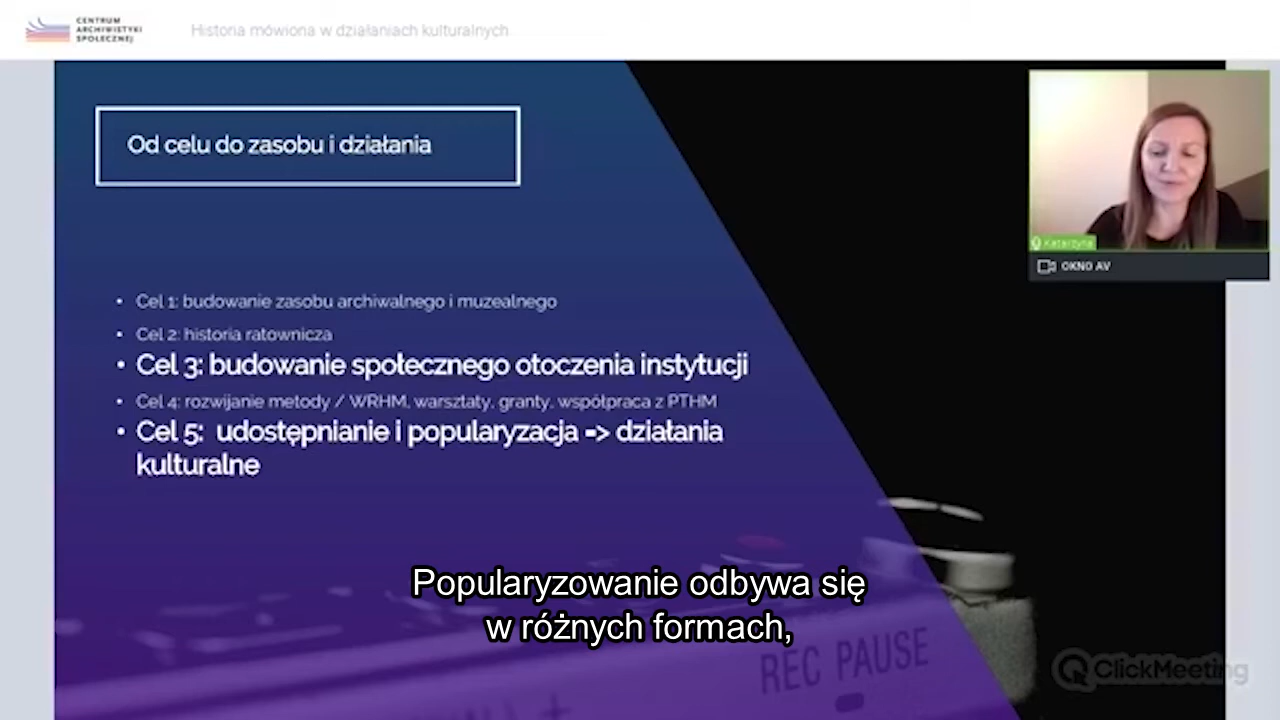 CENTRUM
ARCHIWISTYKI
SPOŁECZNEJ
Historia mówiona w działaniach kulturalnych
Od celu do zasobu i działania
Katarzyna
OKNO AV
• Cel 1: budowanie zasobu archiwalnego i muzealnego
• Cel 2: historia ratownicza
• Cel 3: budowanie społecznego otoczenia instytucji
• Cel 4: rozwijanie metody / WRHM, warsztaty, granty, współpraca z PTHM
• Cel 5: udostępnianie i popularyzacja => działania
kulturalne
Popularyzowanie odbywa się
w różnych formach,
REC PAUSE
ClickMeeting